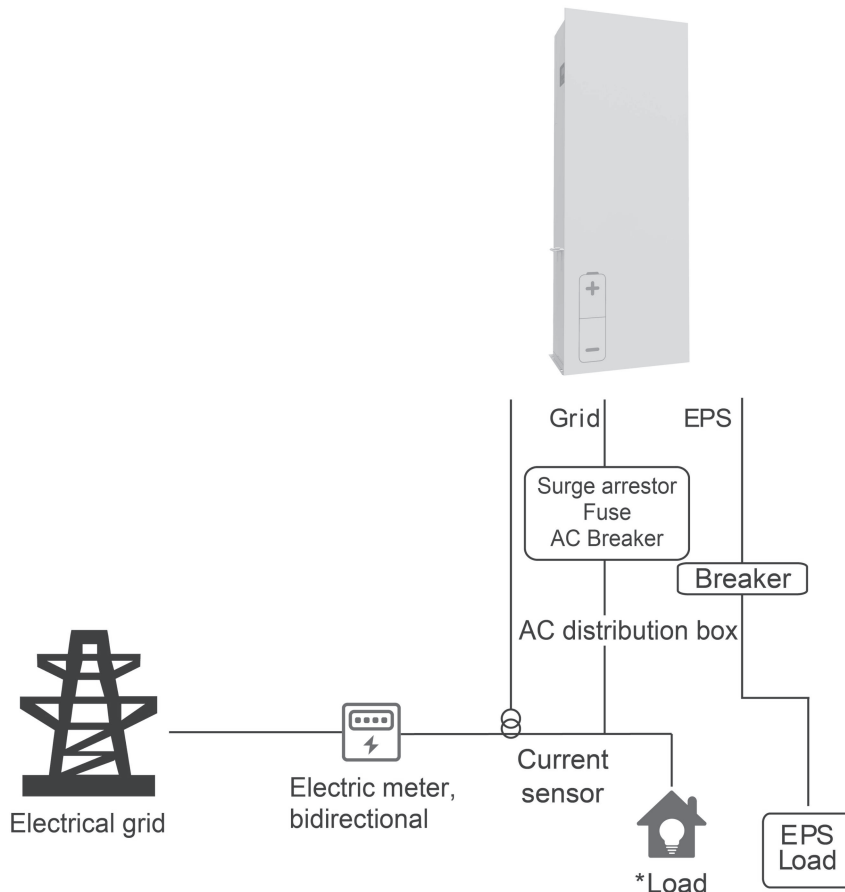 Grid
EPS
Surge arrestor
Fuse
AC Breaker
Breaker
AC distribution box
Current
sensor
Electric meter,
bidirectional
Electrical grid
*Load
EPS
Load